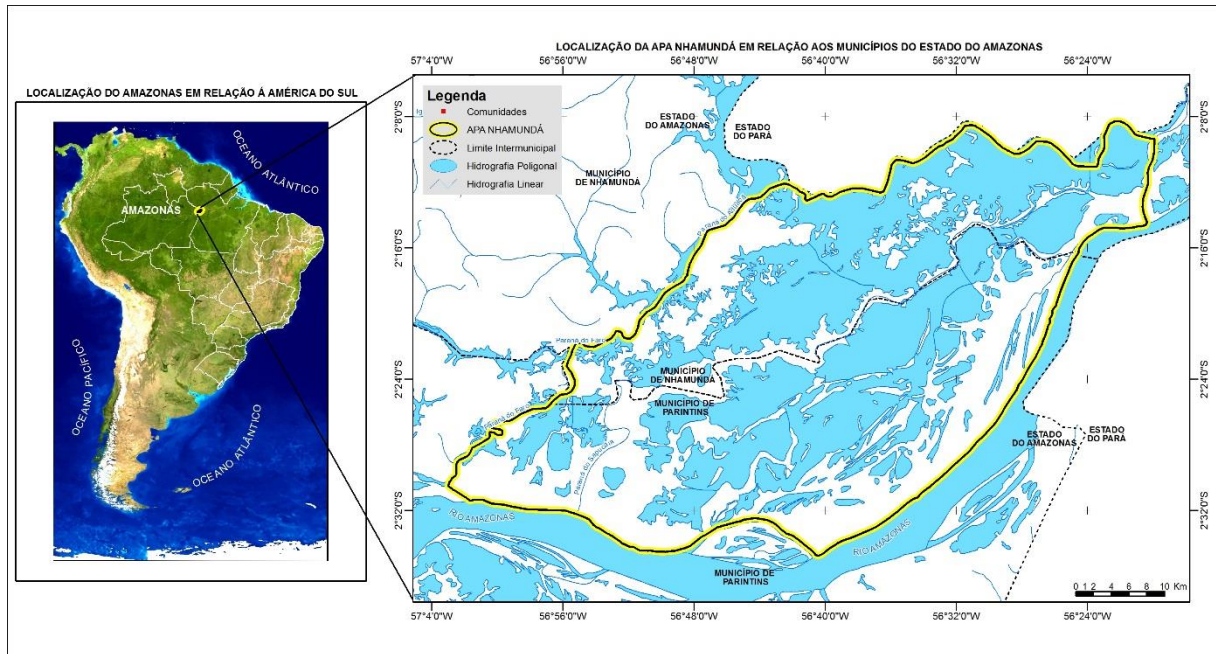 LOCALIZAÇÃO DO AMAZONAS EM RELAÇÃO Á AMÉRICA DO SUL
OCEANO ATLÂNTICO
AMAZONAS
OCEANO PACÍFICO
OCEANO ATLÂNTICO
LOCALIZAÇÃO DA APA NHAMUNDÁ EM RELAÇÃO AOS MUNICÍPIOS DO ESTADO DO AMAZONAS
57°4'0"W 56°56'0"W 56°48'0"W 56°40'0"W 56°32'0"W 56°24'0"W
Legenda
Comunidades
APA NHAMUNDÁ
Limite Intermunicipal
Hidrografia Poligonal
Hidrografia Linear
ESTADO
DO AMAZONAS
ESTADO
DO PARÁ
MUNICÍPIO
DE NHAMUNDÁ
2°8'0"S
2°16'0"S
2°24'0"S
2°32'0"S
MUNICÍPIO
DE NHAMUNDÁ
MUNICÍPIO
DE PARINTINS
ESTADO
DO AMAZONAS
ESTADO
DO PARÁ
RIO AMAZONAS
RIO AMAZONAS
MUNICÍPIO DE
PARINTINS
0 1 2 4 6 8 10 Km
57°4'0"W 56°56'0"W 56°48'0"W 56°40'0"W 56°32'0"W 56°24'0"W